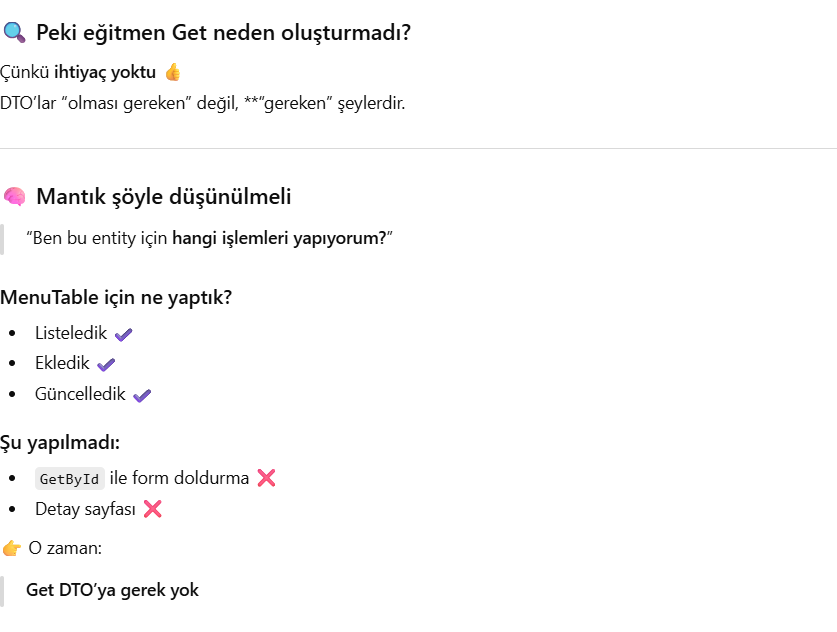 🔍 Peki eğitmen Get neden oluşturmadı?
Çünkü ihtiyaç yoktu 👍
DTO’lar “olması gereken” değil, **“gereken” şeylerdir.
🧠 Mantık şöyle düşünülmeli
“Ben bu entity için hangi işlemleri yapıyorum?”
MenuTable için ne yaptık?
• Listeledik ✔
• Ekledik ✔
• Güncelledik ✔
Şu yapılmadı:
• GetById ile form doldurma ❌
• Detay sayfası ❌
👉 O zaman:
Get DTO’ya gerek yok